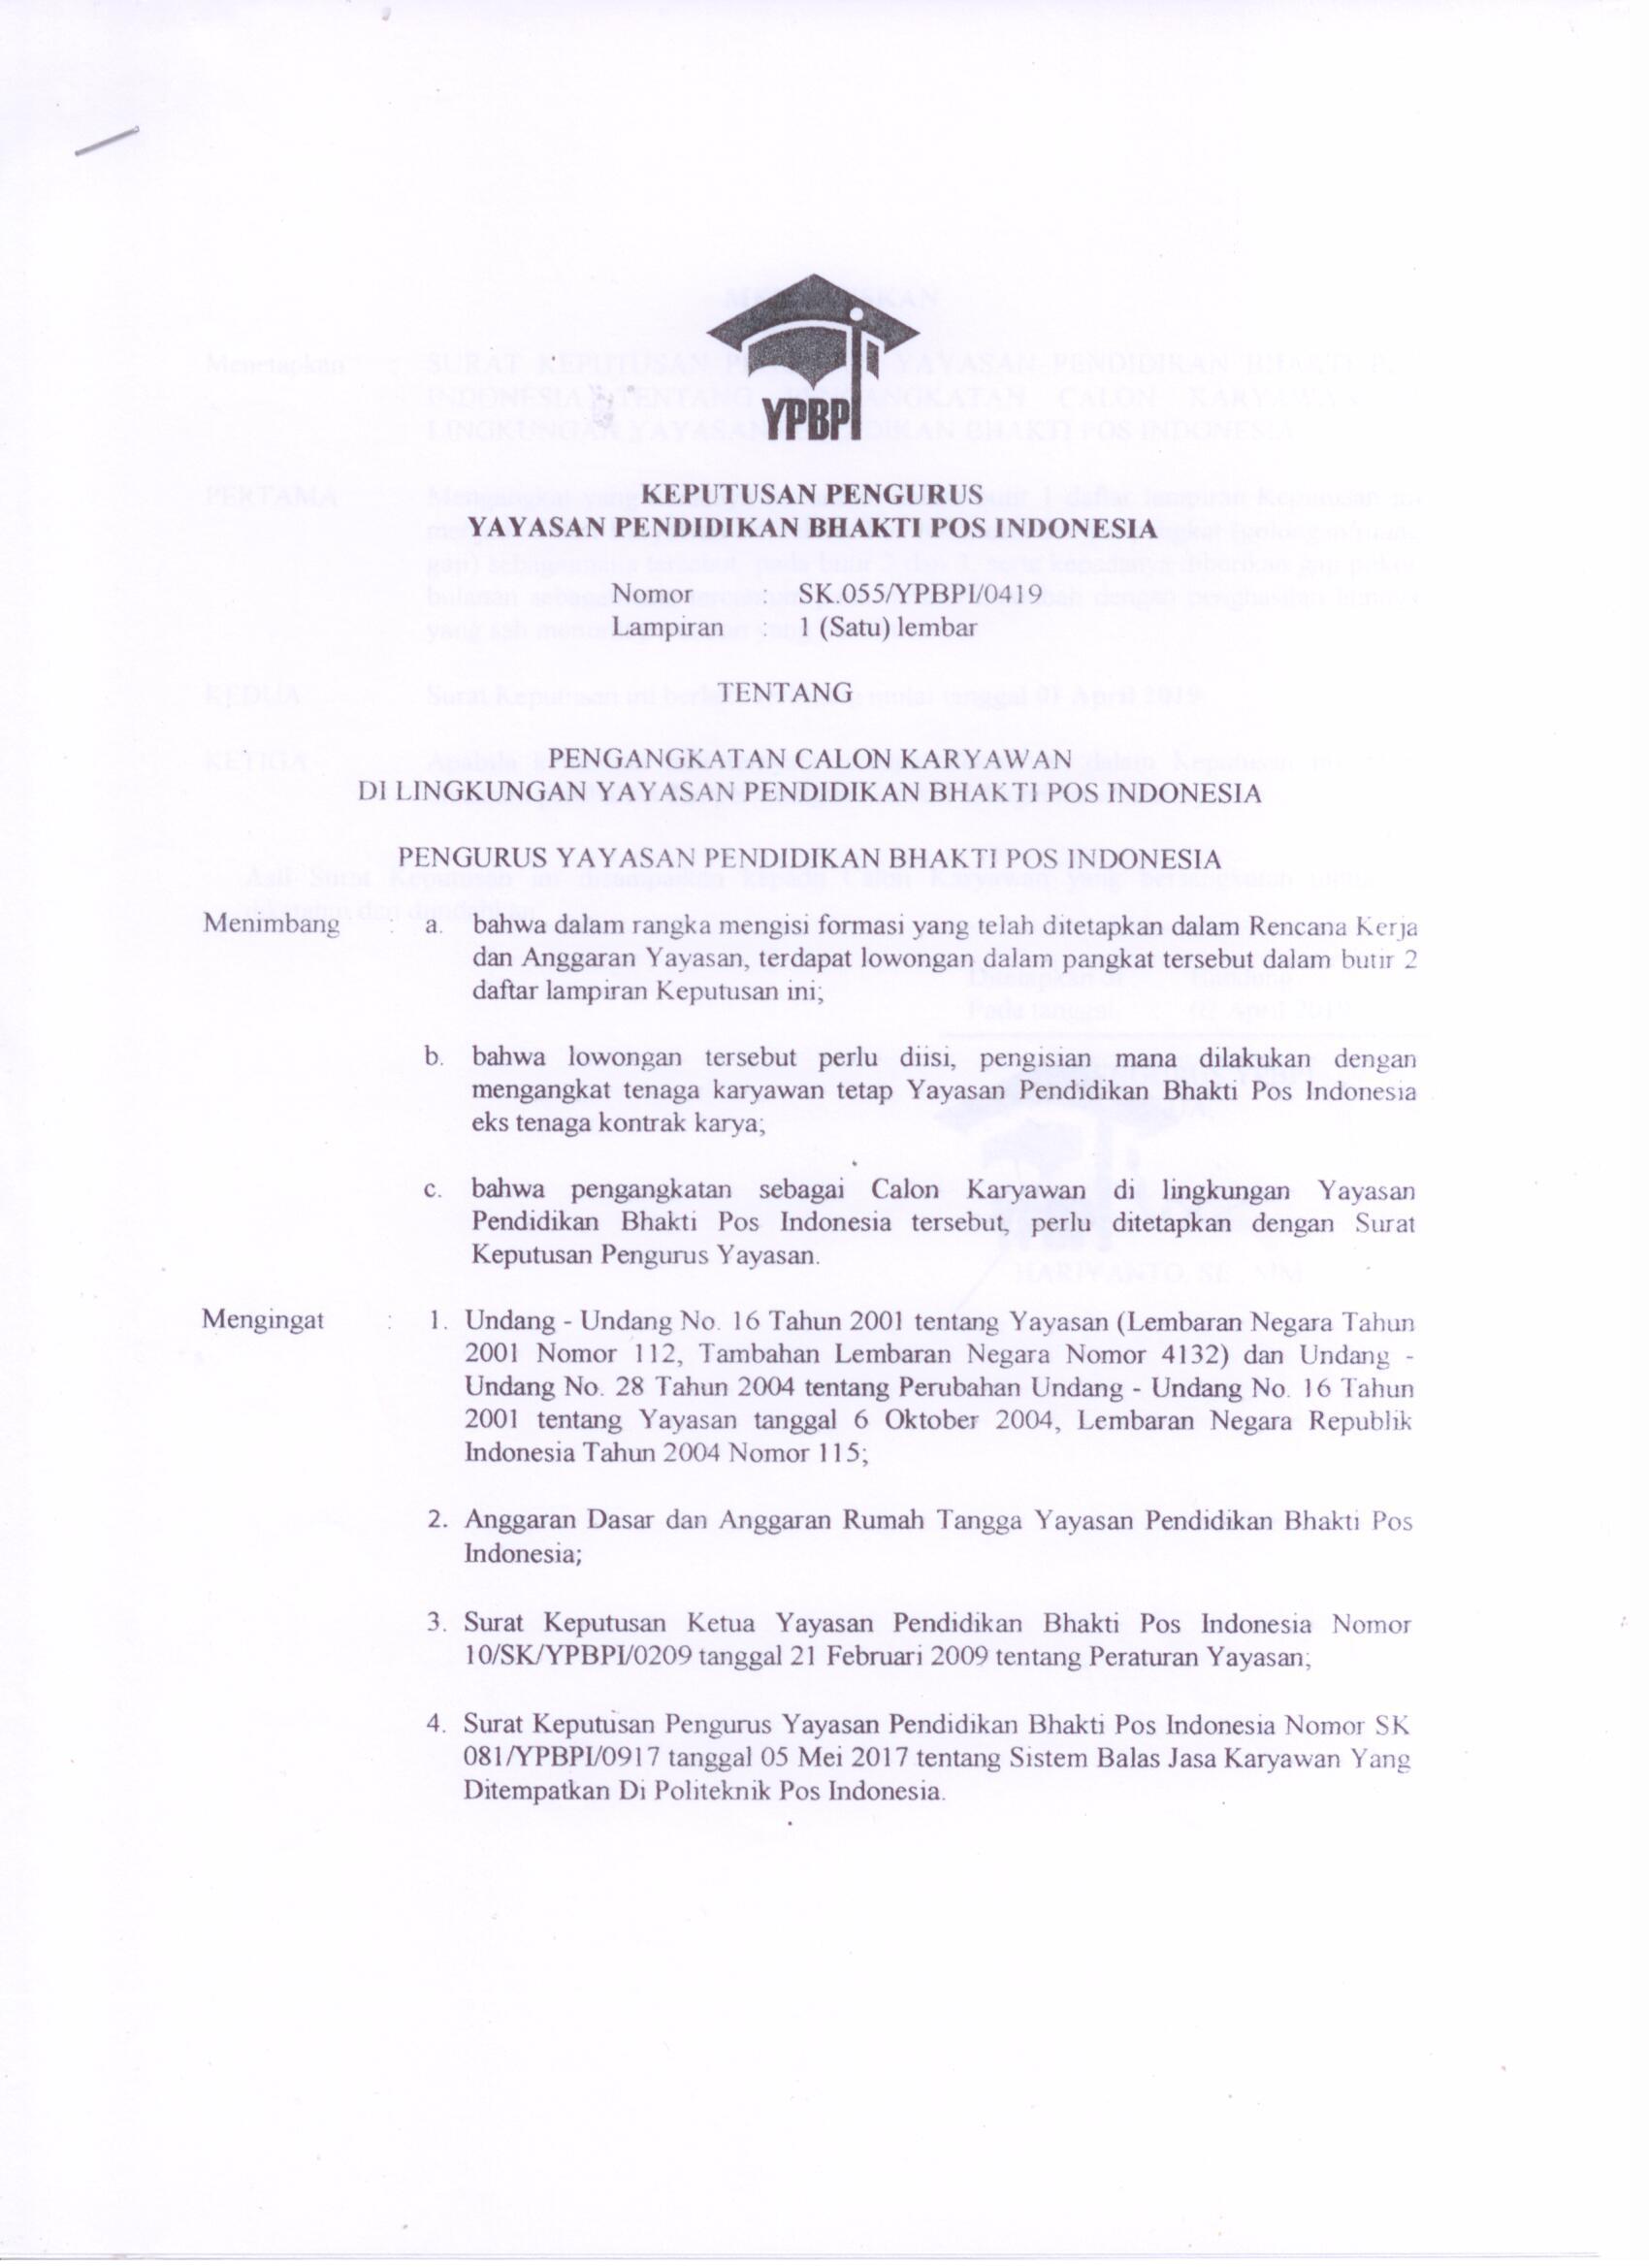 YPBPI
KEPUTUSAN PENGURUS
YAYASAN PENDIDIKAN BHAKTI POS INDONESIA
Nomor : SK.055/YPBPI/0419
Lampiran : 1 (Satu) lembar
TENTANG
PENGANGKATAN CALON KARYAWAN
DI LINGKUNGAN YAYASAN PENDIDIKAN BHAKTI POS INDONESIA
PENGURUS YAYASAN PENDIDIKAN BHAKTI POS INDONESIA
Menimbang : a. bahwa dalam rangka mengisi formasi yang telah ditetapkan dalam Rencana Kerja
dan Anggaran Yayasan, terdapat lowongan dalam pangkat tersebut dalam butir 2
daftar lampiran Keputusan ini;
b. bahwa lowongan tersebut perlu diisi, pengisian mana dilakukan dengan
mengangkat tenaga karyawan tetap Yayasan Pendidikan Bhakti Pos Indonesia
eks tenaga kontrak karya;
c. bahwa pengangkatan sebagai Calon Karyawan di lingkungan Yayasan
Pendidikan Bhakti Pos Indonesia tersebut, perlu ditetapkan dengan Surat
Keputusan Pengurus Yayasan.
Mengingat : 1. Undang - Undang No. 16 Tahun 2001 tentang Yayasan (Lembaran Negara Tahun
2001 Nomor 112, Tambahan Lembaran Negara Nomor 4132) dan Undang -
Undang No. 28 Tahun 2004 tentang Perubahan Undang - Undang No. 16 Tahun
2001 tentang Yayasan tanggal 6 Oktober 2004, Lembaran Negara Republik
Indonesia Tahun 2004 Nomor 115;
2. Anggaran Dasar dan Anggaran Rumah Tangga Yayasan Pendidikan Bhakti Pos
Indonesia;
3. Surat Keputusan Ketua Yayasan Pendidikan Bhakti Pos Indonesia Nomor
10/SK/YPBPI/0209 tanggal 21 Februari 2009 tentang Peraturan Yayasan;
4. Surat Keputusan Pengurus Yayasan Pendidikan Bhakti Pos Indonesia Nomor SK
081/YPBPI/0917 tanggal 05 Mei 2017 tentang Sistem Balas Jasa Karyawan Yang
Ditempatkan Di Politeknik Pos Indonesia.